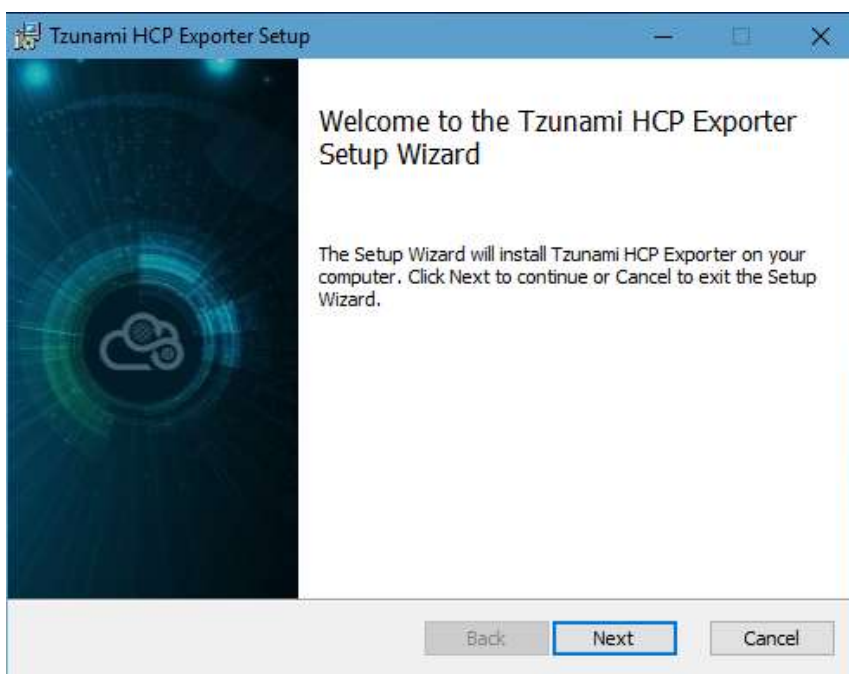 Tzunami HCP Exporter Setup
Welcome to the Tzunami HCP Exporter
Setup Wizard
The Setup Wizard will install Tzunami HCP Exporter on your
computer. Click Next to continue or Cancel to exit the Setup
Wizard.
Back Next Cancel